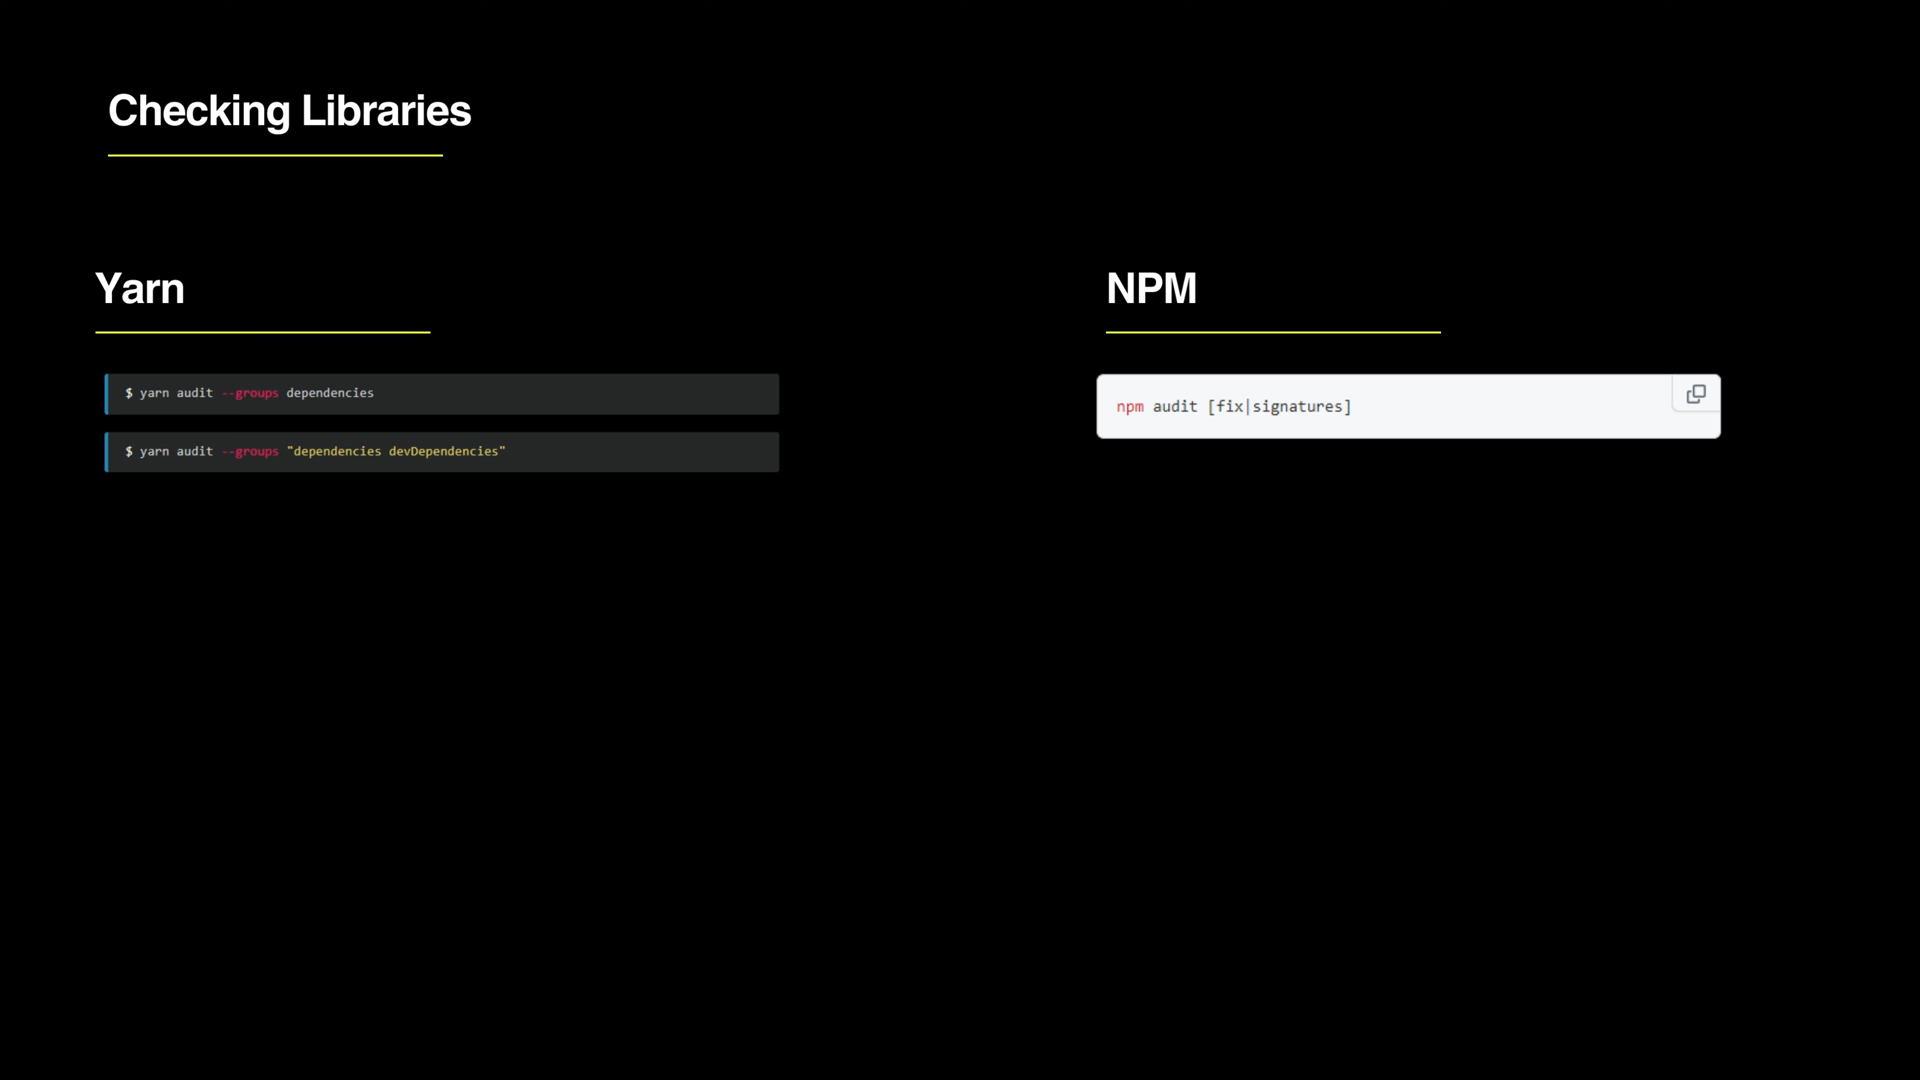 Checking Libraries
Yarn
$ yarn audit --groups dependencies
$ yarn audit --groups "dependencies devDependencies"
NPM
npm audit [fix|signatures]